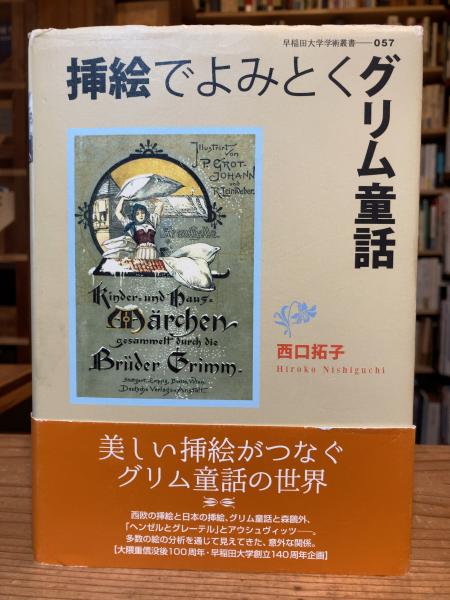 早稲田大学学術叢書——057
挿絵でよみとくグリム童話
Illustrirt
von
P. GROT-
JOHANN
und
R. Leinweber.
Kinder- und Haus-
Märchen
gesammelt durch die
Brüder Grimm.
Stuttgart, Leipzig, Berlin, Wien.
Deutsche Verlags-Anstalt
西口拓子
Hiroko Nishiguchi
美しい挿絵がつなぐ
グリム童話の世界
西欧の挿絵と日本の挿絵、グリム童話と森鷗外、
「ヘンゼルとグレーテル」とアウシュヴィッツ——。
多数の絵の分析を通じて見えてきた、意外な関係。
【大隈重信没後100周年・早稲田大学創立140周年企画】